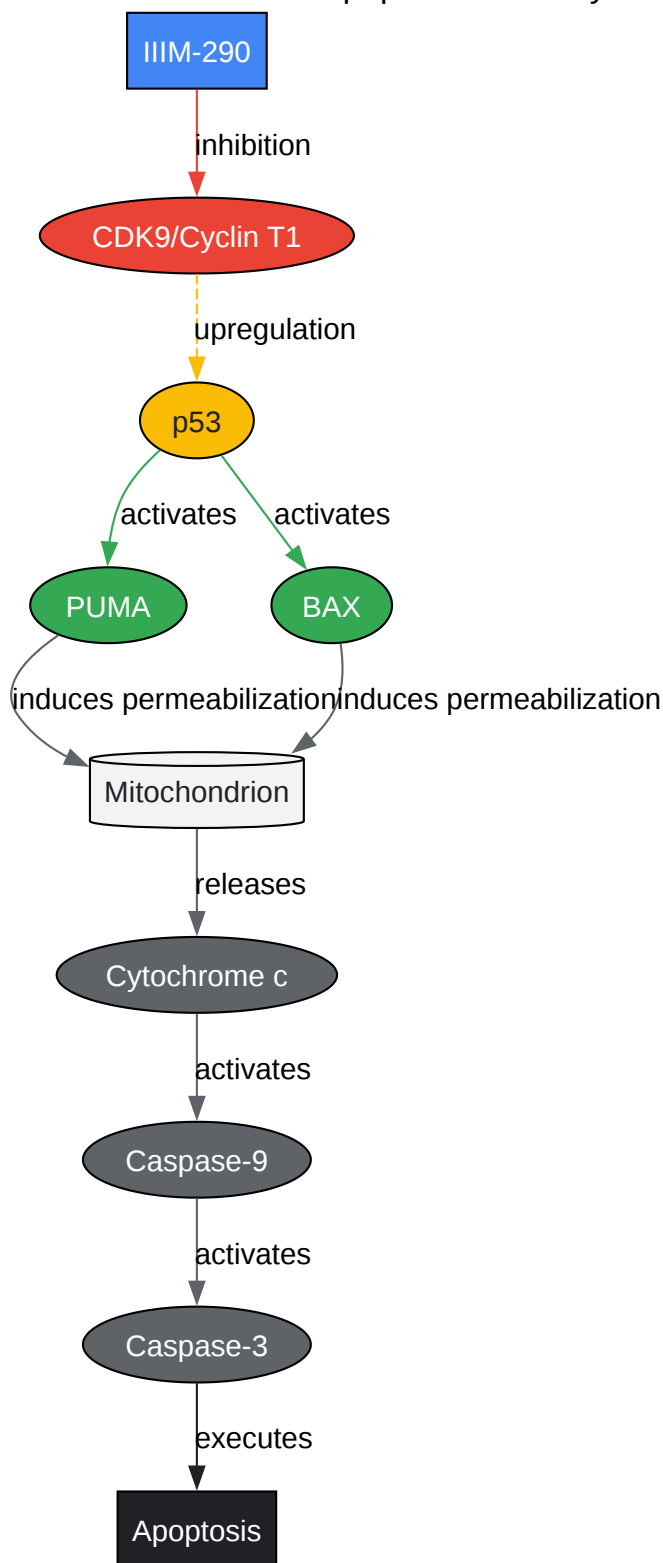 IIIM-290
inhibition
CDK9/Cyclin T1
upregulation
p53
activates
activates
PUMA
BAX
induces permeabilization
induces permeabilization
Mitochondrion
releases
Cytochrome c
activates
Caspase-9
activates
Caspase-3
executes
Apoptosis